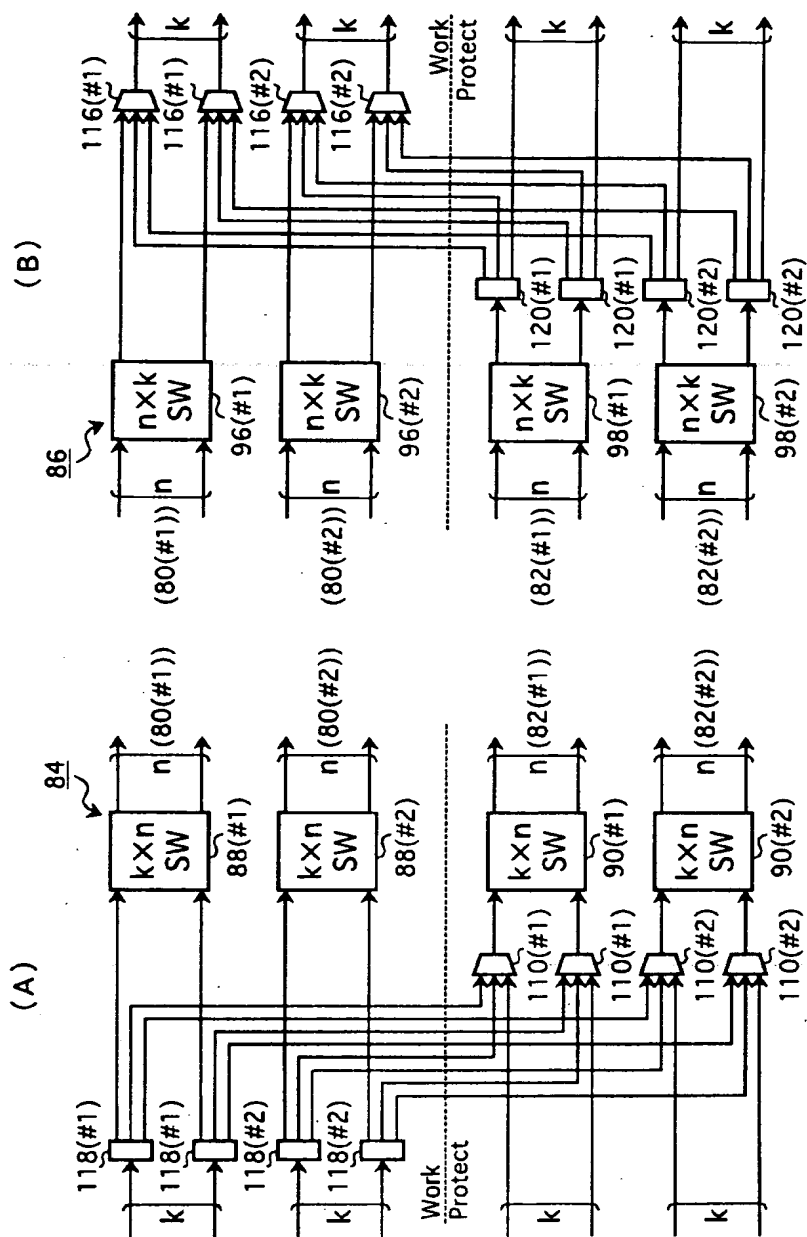 (A)
84
118(#1)
k
k×n
SW
n
(80(#1))
88(#1)
118(#1)
118(#2)
k
k×n
SW
n
(80(#2))
88(#2)
118(#2)
Work
Protect
k
110(#1)
k×n
SW
n
(82(#1))
90(#1)
110(#1)
k
110(#2)
k×n
SW
n
(82(#2))
90(#2)
110(#2)
(B)
86
(80(#1))
n
n×k
SW
96(#1)
116(#1)
k
116(#1)
(80(#2))
n
n×k
SW
96(#2)
116(#2)
k
116(#2)
Work
Protect
(82(#1))
n
n×k
SW
98(#1)
120(#1)
k
120(#1)
(82(#2))
n
n×k
SW
98(#2)
120(#2)
k
120(#2)